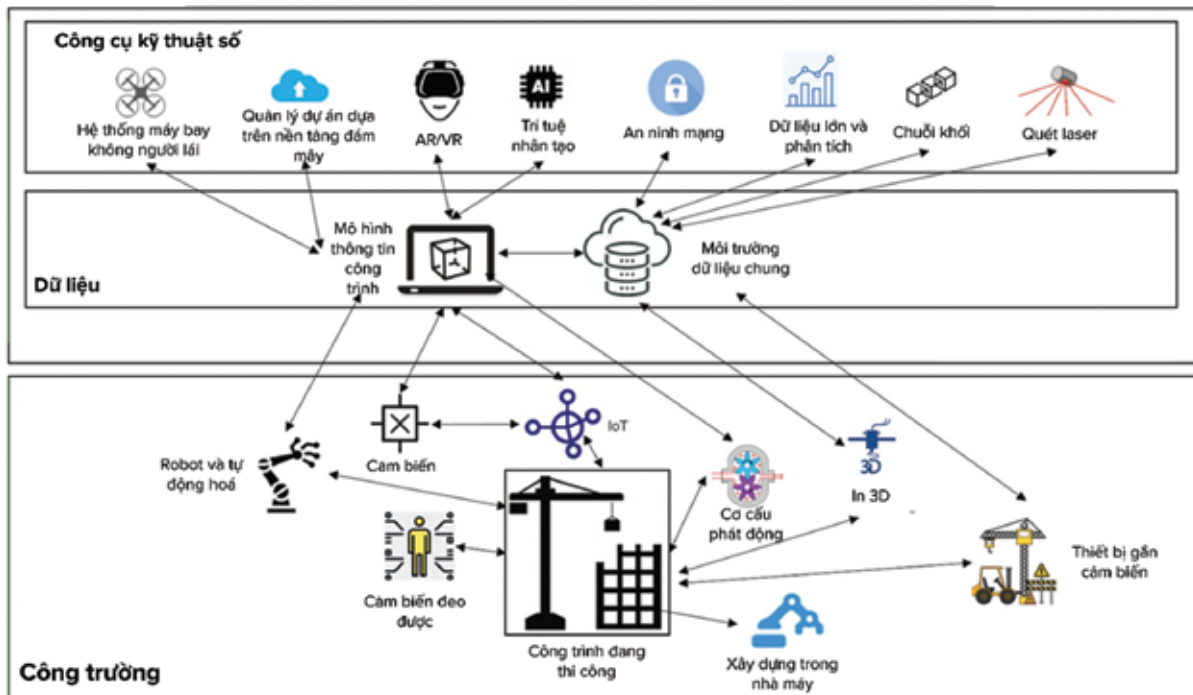 Công cụ kỹ thuật số
Hệ thống máy bay
không người lái
Quản lý dự án dựa
trên nền tảng đám
mây
AR/VR
AI
Trí tuệ
nhân tạo
An ninh mạng
Dữ liệu lớn và
phân tích
Chuỗi khối
Quét laser
Mô hình
thông tin
công
trình
Môi trường
dữ liệu chung
Dữ liệu
Robot và tự
động hoá
Cảm biến
IoT
Cơ cấu
phát động
3D
In 3D
Thiết bị gắn
cảm biến
Cảm biến đeo
được
Công trình đang
thi công
Xây dựng trong
nhà máy
Công trường